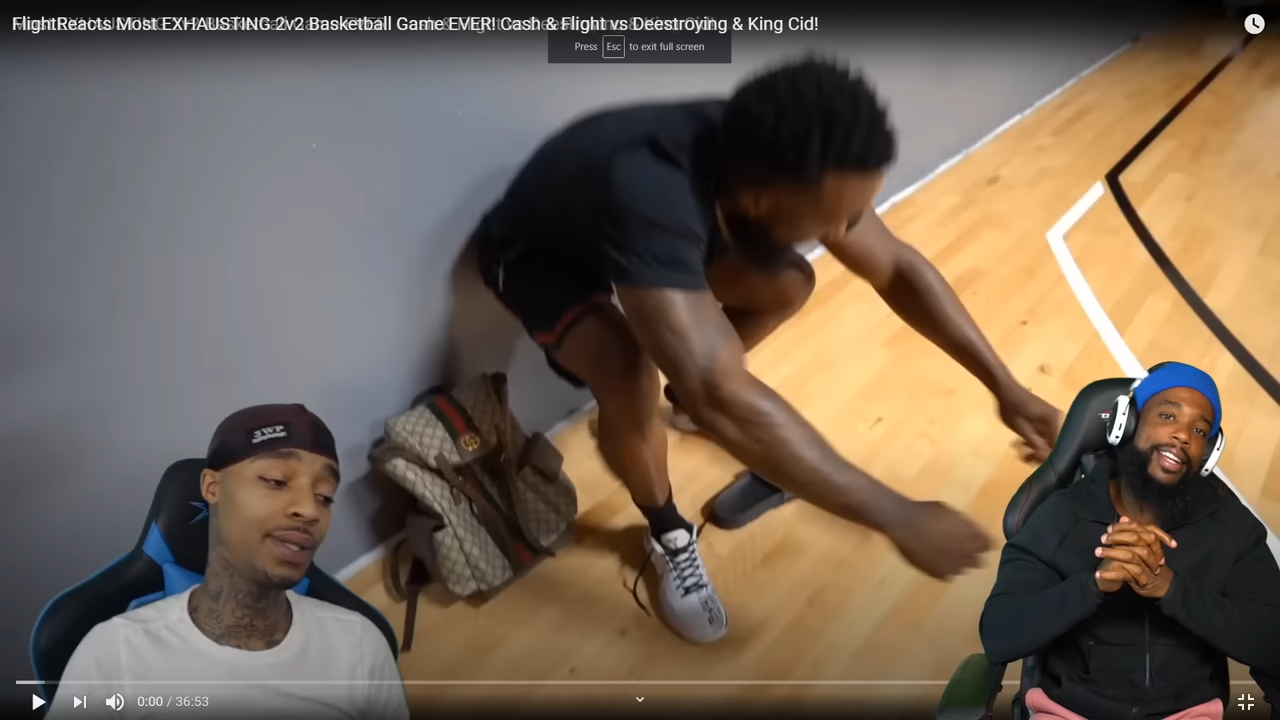 FlightReacts Most EXHAUSTING 2v2 Basketball Game EVER! Cash & Flight vs Deestroying & King Cid!
Press Esc to exit full screen
3WP
0:00 / 36:53